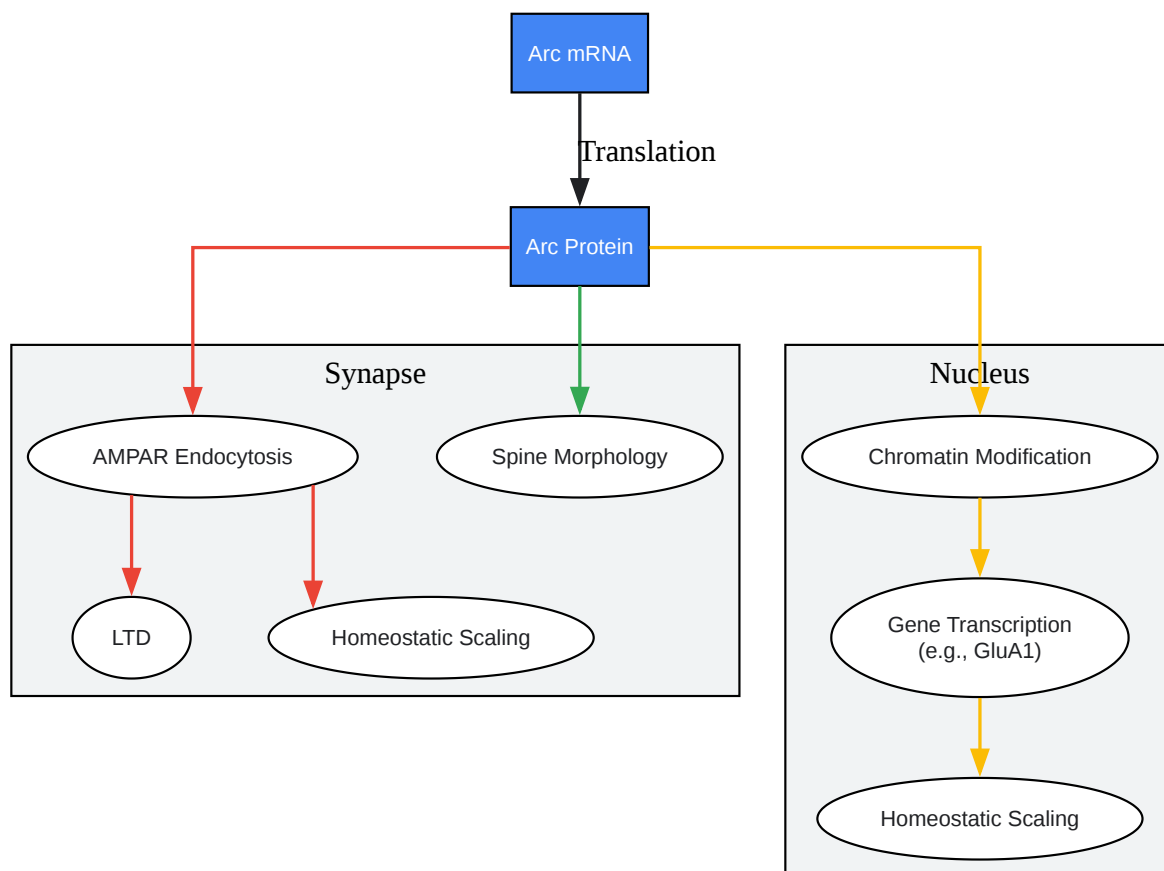 Arc mRNA
Translation
Arc Protein
Synapse
Nucleus
AMPAR Endocytosis
Spine Morphology
Chromatin Modification
LTD
Homeostatic Scaling
Gene Transcription
(e.g., GluA1)
Homeostatic Scaling